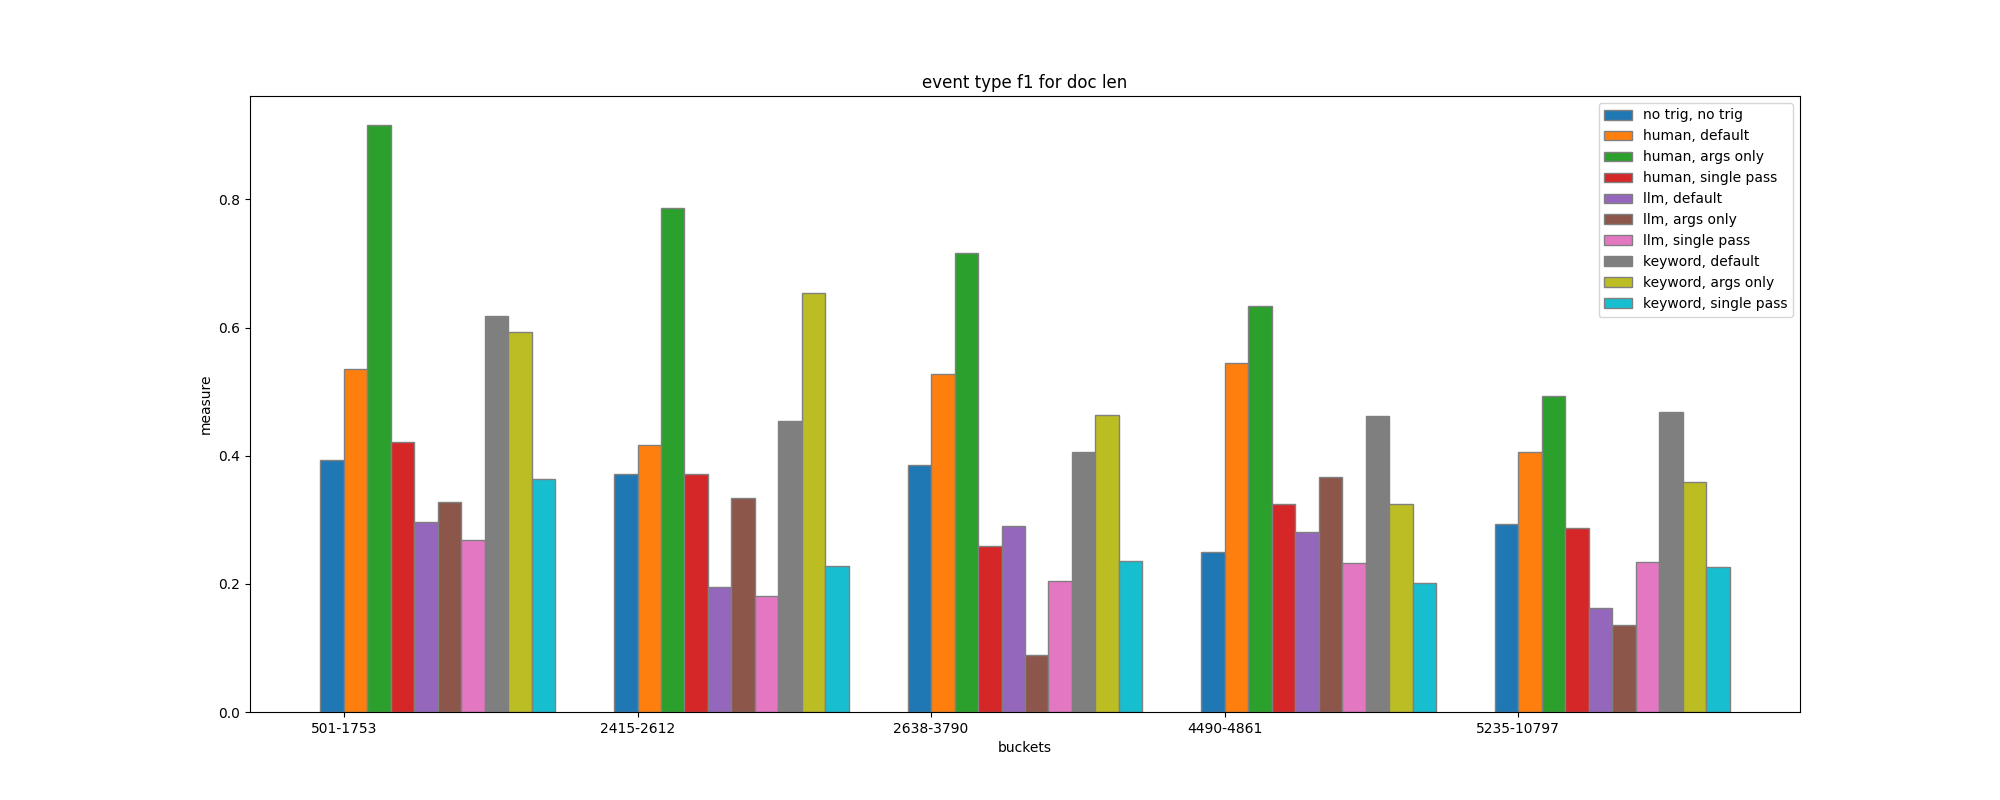 event type f1 for doc len
no trig, no trig
human, default
human, args only
human, single pass
llm, default
llm, args only
llm, single pass
keyword, default
keyword, args only
keyword, single pass
measure
0.8
0.6
0.4
0.2
0.0
501-1753 2415-2612 2638-3790 4490-4861 5235-10797
buckets